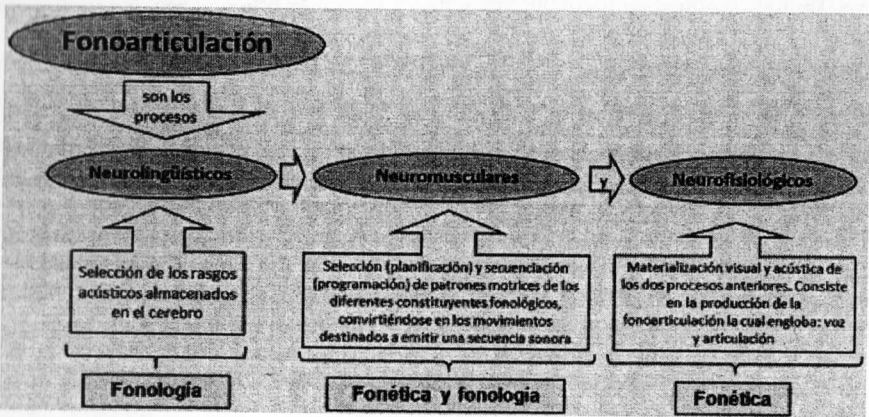 Fonoarticulación
son los
procesos
Neurolingüísticos
Neuromusculares
y
Neurofisiológicos
Selección de los rasgos
acústicos almacenados
en el cerebro
Selección (planificación) y secuenciación
(programación) de patrones motrices de los
diferentes constituyentes fonológicos,
convirtiéndose en los movimientos
destinados a emitir una secuencia sonora
Materialización visual y acústica de
los dos procesos anteriores. Consiste
en la producción de la
fonoarticulación la cual engloba: voz
y articulación
Fonología
Fonética y fonología
Fonética